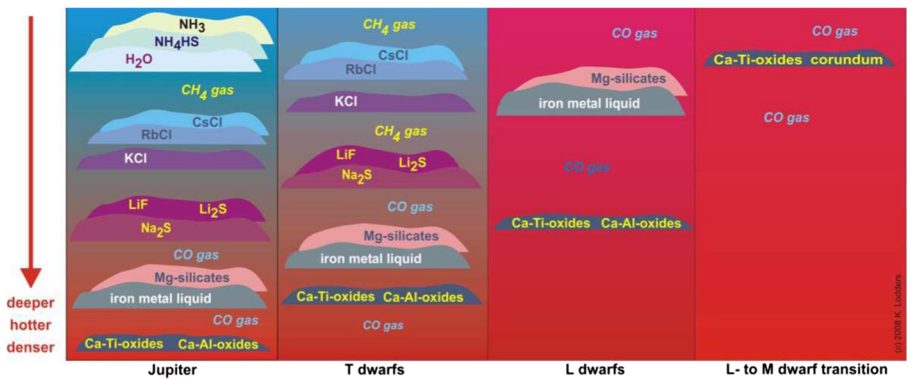 NH3
NH4HS
H2O
CH4 gas
CsCl
RbCl
KCl
LiF
Li2S
Na2S
CO gas
Mg-silicates
iron metal liquid
CO gas
Ca-Ti-oxides Ca-Al-oxides
Jupiter
CH4 gas
CsCl
RbCl
KCl
CH4 gas
LiF
Li2S
Na2S
CO gas
Mg-silicates
iron metal liquid
Ca-Ti-oxides Ca-Al-oxides
CO gas
T dwarfs
CO gas
Mg-silicates
iron metal liquid
CO gas
Ca-Ti-oxides Ca-Al-oxides
L dwarfs
CO gas
Ca-Ti-oxides corundum
CO gas
L- to M dwarf transition
deeper
hotter
denser
(c) 2008 K. Lodders